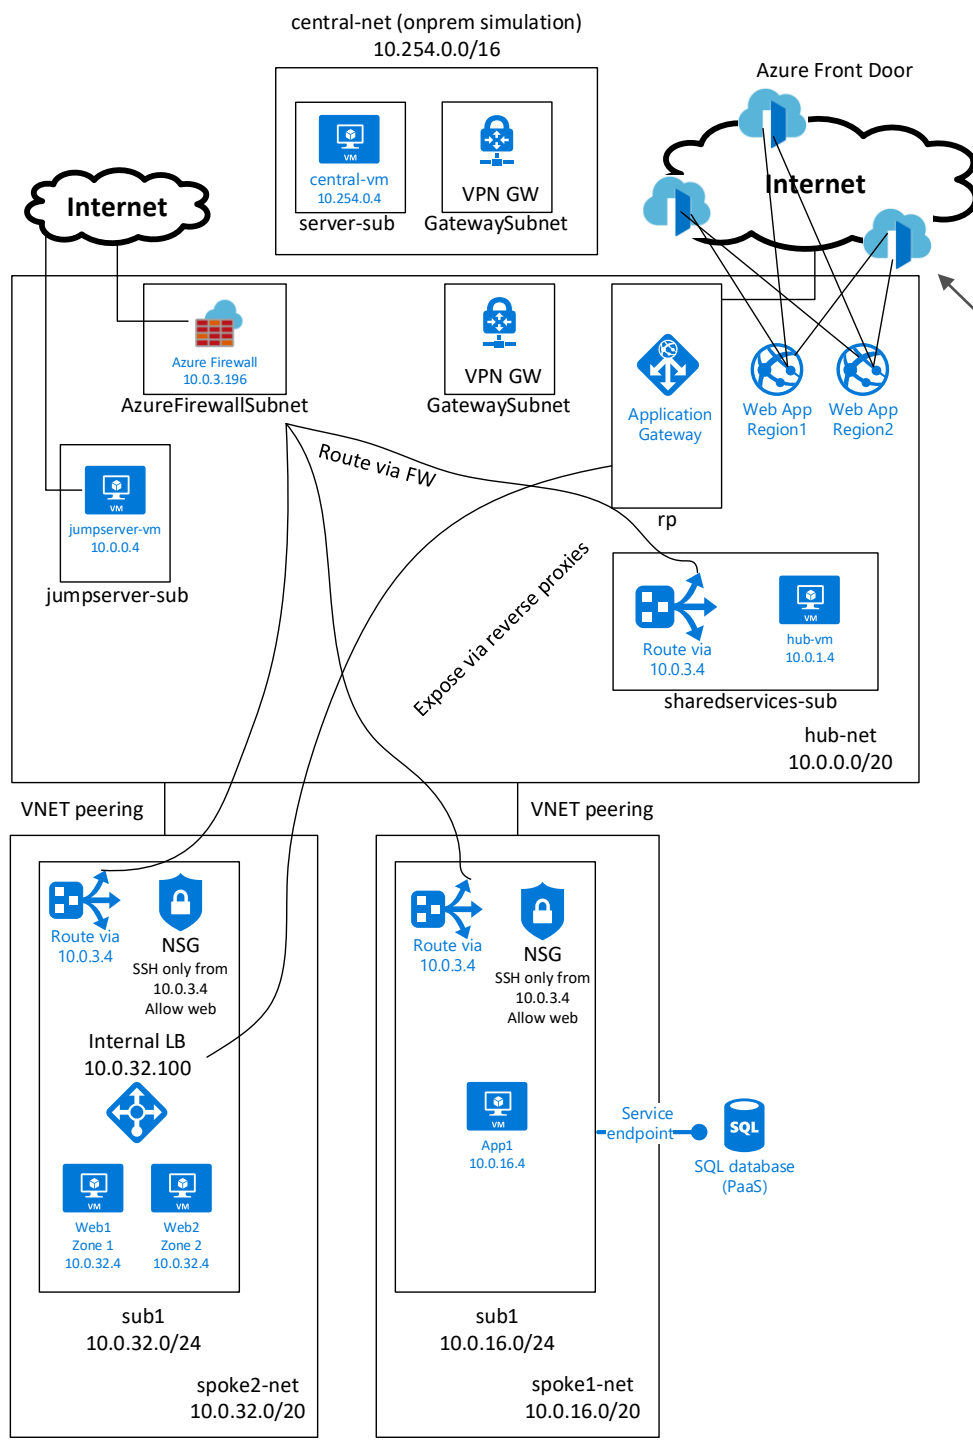 central-net (onprem simulation)
10.254.0.0/16
VM
central-vm
10.254.0.4
server-sub
VPN GW
GatewaySubnet
Azure Front Door
Internet
Internet
Azure Firewall
10.0.3.196
AzureFirewallSubnet
VPN GW
GatewaySubnet
Application
Gateway
rp
Web App
Region1
Web App
Region2
Route via FW
VM
jumpserver-vm
10.0.0.4
jumpserver-sub
Expose via reverse proxies
Route via
10.0.3.4
VM
hub-vm
10.0.1.4
sharedservices-sub
hub-net
10.0.0.0/20
VNET peering
VNET peering
Route via
10.0.3.4
NSG
SSH only from
10.0.3.4
Allow web
Internal LB
10.0.32.100
VM
Web1
Zone 1
10.0.32.4
VM
Web2
Zone 2
10.0.32.4
sub1
10.0.32.0/24
spoke2-net
10.0.32.0/20
Route via
10.0.3.4
NSG
SSH only from
10.0.3.4
Allow web
VM
App1
10.0.16.4
Service
endpoint
SQL
SQL database
(PaaS)
sub1
10.0.16.0/24
spoke1-net
10.0.16.0/20